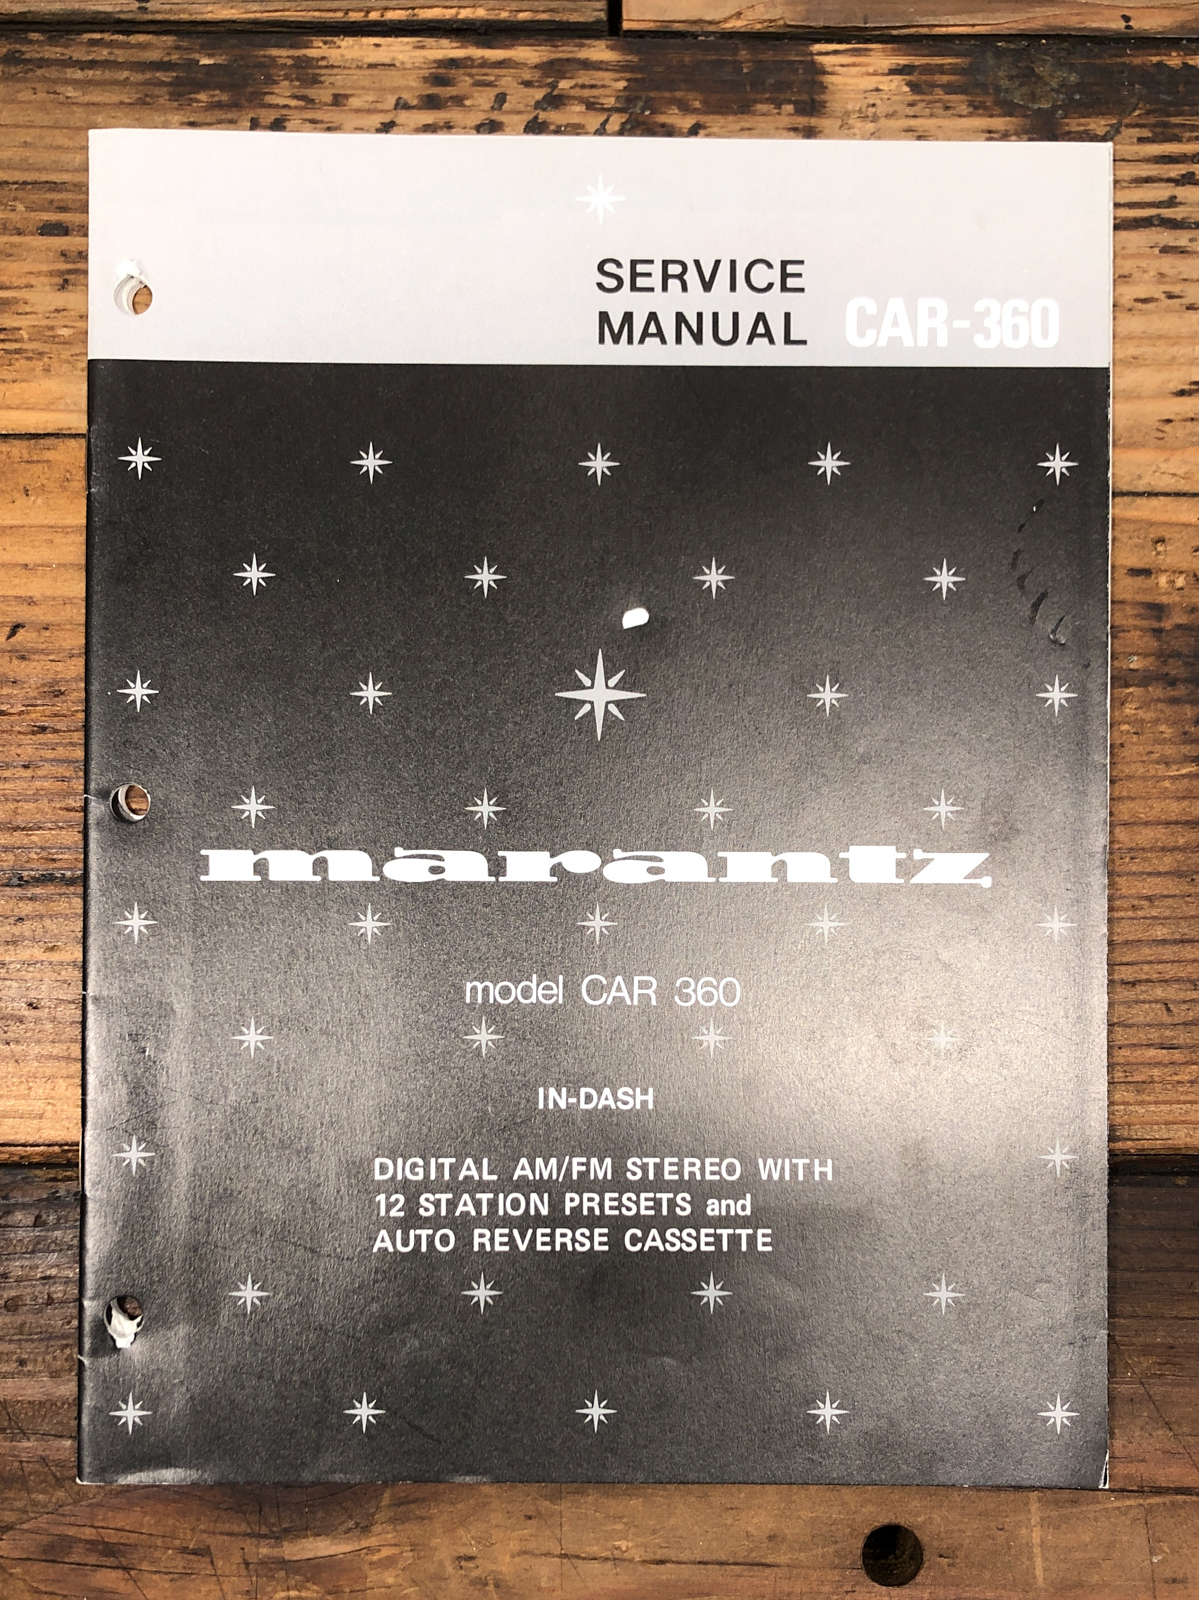 SERVICE
MANUAL CAR-360
marantz
model CAR 360
IN-DASH
DIGITAL AM/FM STEREO WITH
12 STATION PRESETS and
AUTO REVERSE CASSETTE